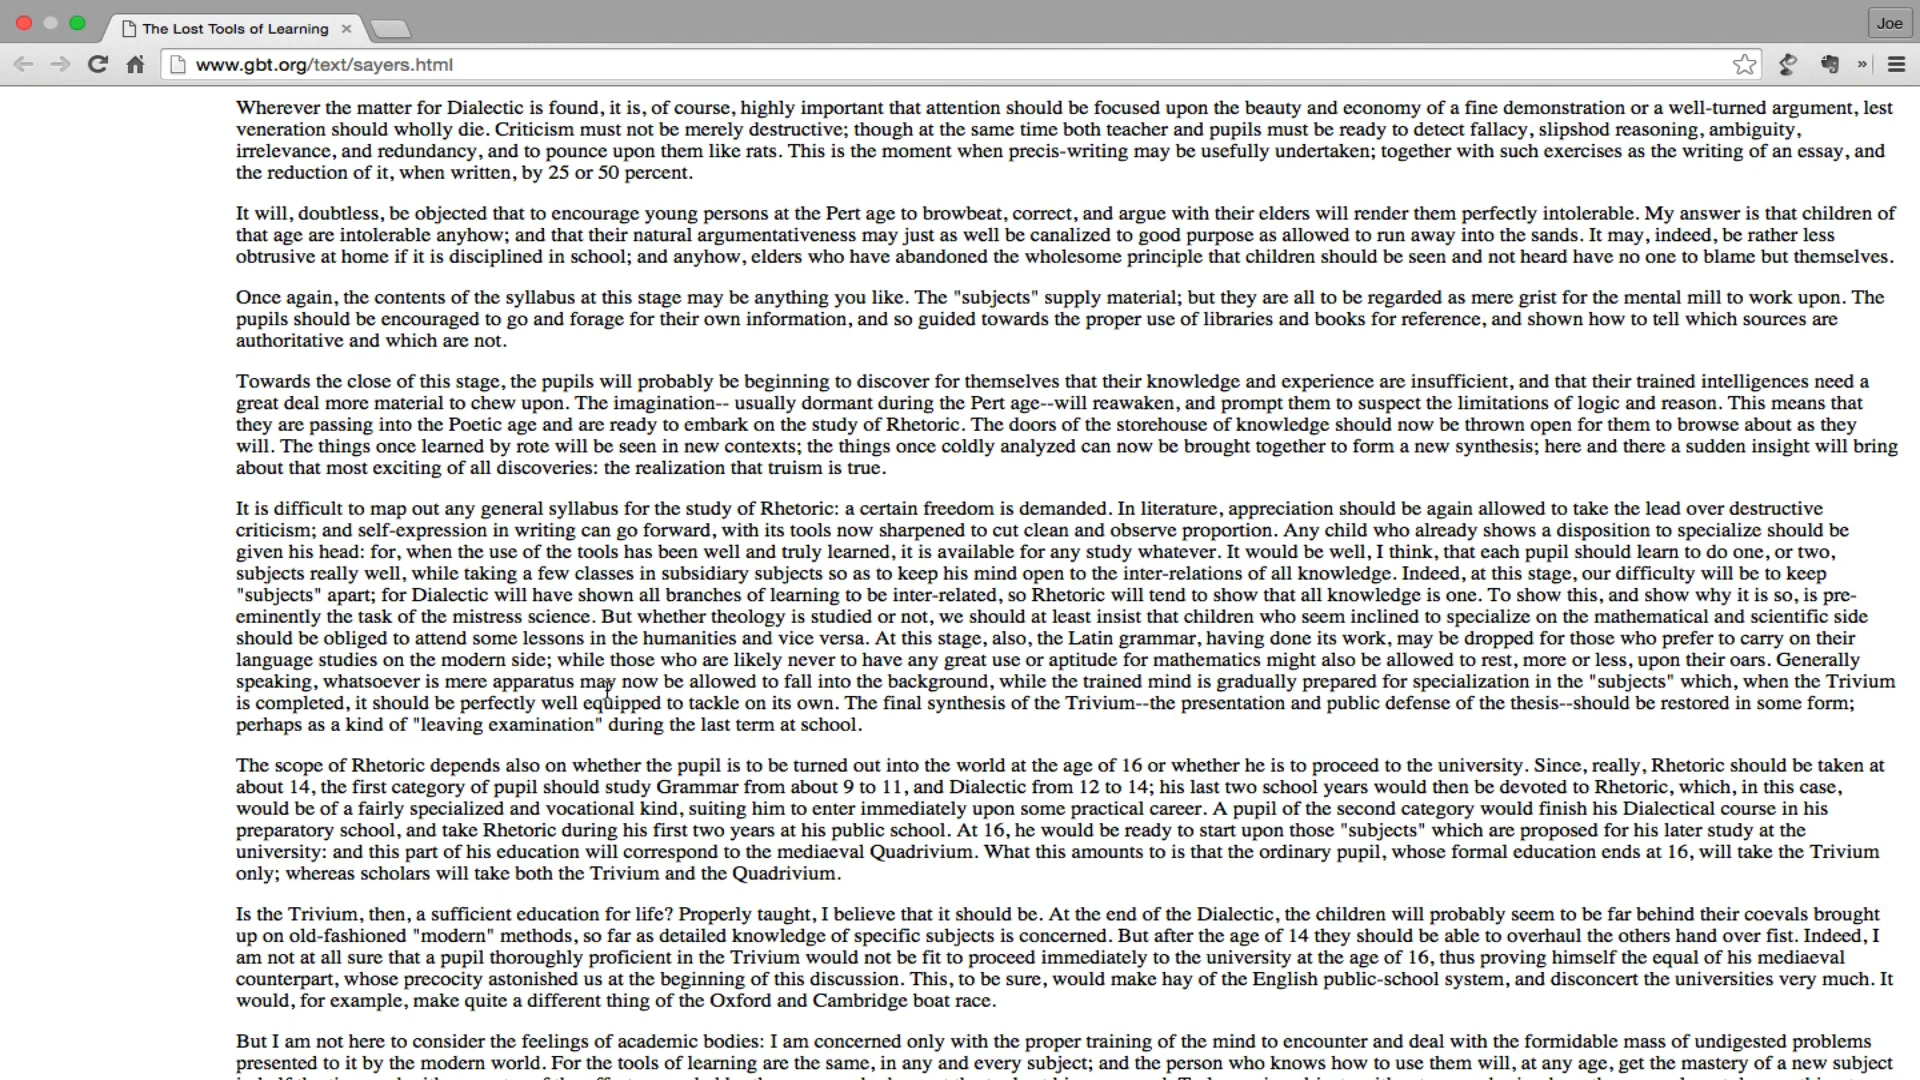 The Lost Tools of Learning
Joe
www.gbt.org/text/sayers.html
Wherever the matter for Dialectic is found, it is, of course, highly important that attention should be focused upon the beauty and economy of a fine demonstration or a well-turned argument, lest
veneration should wholly die. Criticism must not be merely destructive; though at the same time both teacher and pupils must be ready to detect fallacy, slipshod reasoning, ambiguity,
irrelevance, and redundancy, and to pounce upon them like rats. This is the moment when precis-writing may be usefully undertaken; together with such exercises as the writing of an essay, and
the reduction of it, when written, by 25 or 50 percent.
It will, doubtless, be objected that to encourage young persons at the Pert age to browbeat, correct, and argue with their elders will render them perfectly intolerable. My answer is that children of
that age are intolerable anyhow; and that their natural argumentativeness may just as well be canalized to good purpose as allowed to run away into the sands. It may, indeed, be rather less
obtrusive at home if it is disciplined in school; and anyhow, elders who have abandoned the wholesome principle that children should be seen and not heard have no one to blame but themselves.
Once again, the contents of the syllabus at this stage may be anything you like. The "subjects" supply material; but they are all to be regarded as mere grist for the mental mill to work upon. The
pupils should be encouraged to go and forage for their own information, and so guided towards the proper use of libraries and books for reference, and shown how to tell which sources are
authoritative and which are not.
Towards the close of this stage, the pupils will probably be beginning to discover for themselves that their knowledge and experience are insufficient, and that their trained intelligences need a
great deal more material to chew upon. The imagination-- usually dormant during the Pert age--will reawaken, and prompt them to suspect the limitations of logic and reason. This means that
they are passing into the Poetic age and are ready to embark on the study of Rhetoric. The doors of the storehouse of knowledge should now be thrown open for them to browse about as they
will. The things once learned by rote will be seen in new contexts; the things once coldly analyzed can now be brought together to form a new synthesis; here and there a sudden insight will bring
about that most exciting of all discoveries: the realization that truism is true.
It is difficult to map out any general syllabus for the study of Rhetoric: a certain freedom is demanded. In literature, appreciation should be again allowed to take the lead over destructive
criticism; and self-expression in writing can go forward, with its tools now sharpened to cut clean and observe proportion. Any child who already shows a disposition to specialize should be
given his head: for, when the use of the tools has been well and truly learned, it is available for any study whatever. It would be well, I think, that each pupil should learn to do one, or two,
subjects really well, while taking a few classes in subsidiary subjects so as to keep his mind open to the inter-relations of all knowledge. Indeed, at this stage, our difficulty will be to keep
"subjects" apart; for Dialectic will have shown all branches of learning to be inter-related, so Rhetoric will tend to show that all knowledge is one. To show this, and show why it is so, is pre-
eminently the task of the mistress science. But whether theology is studied or not, we should at least insist that children who seem inclined to specialize on the mathematical and scientific side
should be obliged to attend some lessons in the humanities and vice versa. At this stage, also, the Latin grammar, having done its work, may be dropped for those who prefer to carry on their
language studies on the modern side; while those who are likely never to have any great use or aptitude for mathematics might also be allowed to rest, more or less, upon their oars. Generally
speaking, whatsoever is mere apparatus may now be allowed to fall into the background, while the trained mind is gradually prepared for specialization in the "subjects" which, when the Trivium
is completed, it should be perfectly well equipped to tackle on its own. The final synthesis of the Trivium--the presentation and public defense of the thesis--should be restored in some form;
perhaps as a kind of "leaving examination" during the last term at school.
The scope of Rhetoric depends also on whether the pupil is to be turned out into the world at the age of 16 or whether he is to proceed to the university. Since, really, Rhetoric should be taken at
about 14, the first category of pupil should study Grammar from about 9 to 11, and Dialectic from 12 to 14; his last two school years would then be devoted to Rhetoric, which, in this case,
would be of a fairly specialized and vocational kind, suiting him to enter immediately upon some practical career. A pupil of the second category would finish his Dialectical course in his
preparatory school, and take Rhetoric during his first two years at his public school. At 16, he would be ready to start upon those "subjects" which are proposed for his later study at the
university: and this part of his education will correspond to the mediaeval Quadrivium. What this amounts to is that the ordinary pupil, whose formal education ends at 16, will take the Trivium
only; whereas scholars will take both the Trivium and the Quadrivium.
Is the Trivium, then, a sufficient education for life? Properly taught, I believe that it should be. At the end of the Dialectic, the children will probably seem to be far behind their coevals brought
up on old-fashioned "modern" methods, so far as detailed knowledge of specific subjects is concerned. But after the age of 14 they should be able to overhaul the others hand over fist. Indeed, I
am not at all sure that a pupil thoroughly proficient in the Trivium would not be fit to proceed immediately to the university at the age of 16, thus proving himself the equal of his mediaeval
counterpart, whose precocity astonished us at the beginning of this discussion. This, to be sure, would make hay of the English public-school system, and disconcert the universities very much. It
would, for example, make quite a different thing of the Oxford and Cambridge boat race.
But I am not here to consider the feelings of academic bodies: I am concerned only with the proper training of the mind to encounter and deal with the formidable mass of undigested problems
presented to it by the modern world. For the tools of learning are the same, in any and every subject; and the person who knows how to use them will, at any age, get the mastery of a new subject